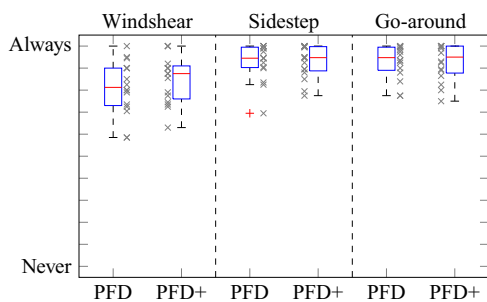 Windshear Sidestep Go-around
Always
Never
PFD PFD+ PFD PFD+ PFD PFD+